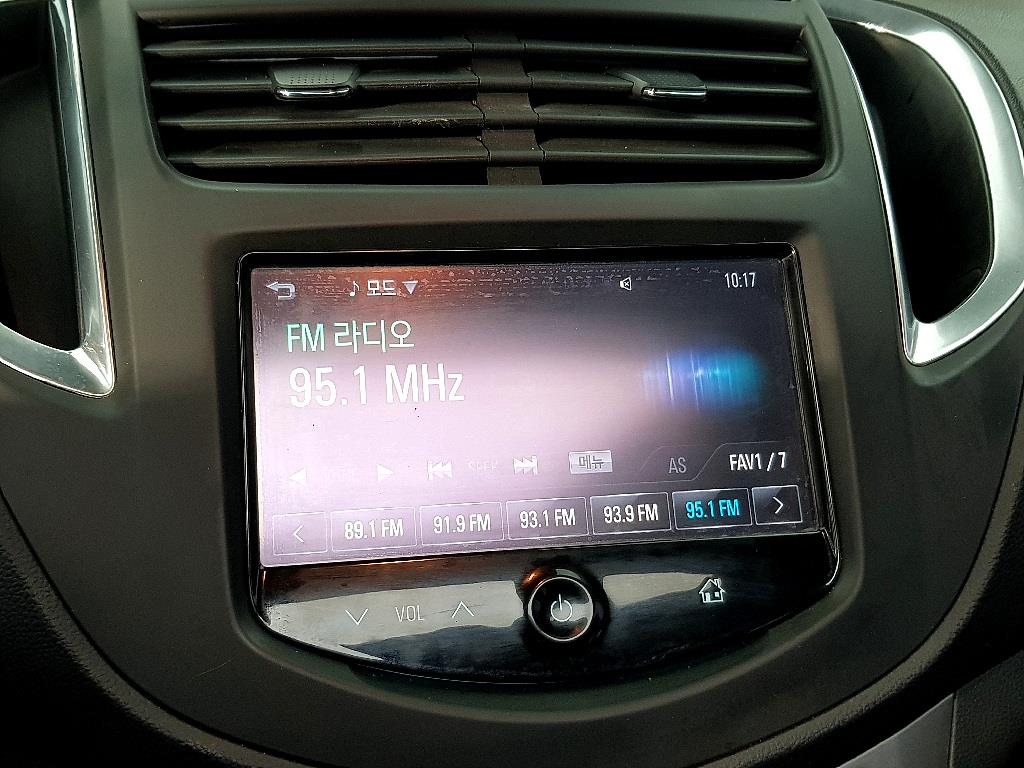 모드 10:17
FM 라디오
95.1 MHz
SEEK 메뉴 AS FAV1 / 7
89.1 FM 91.9 FM 93.1 FM 93.9 FM 95.1 FM
VOL